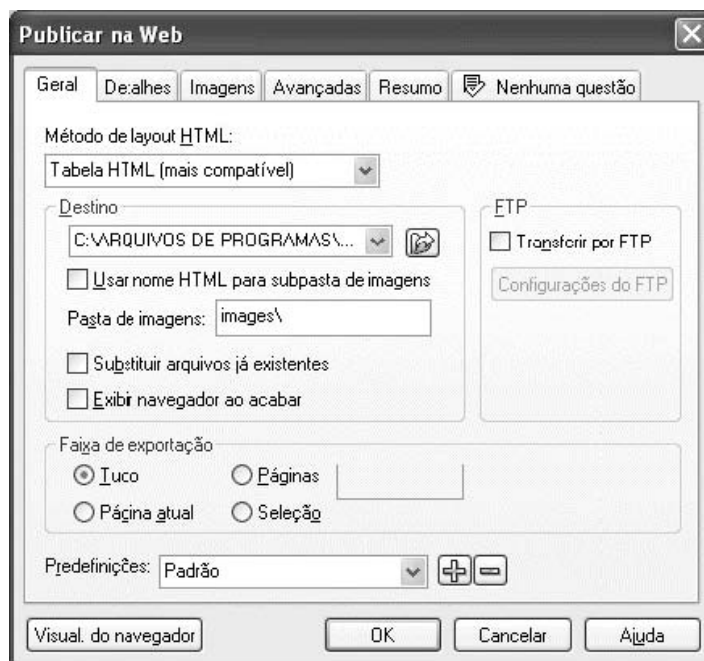 Publicar na Web
Geral De:alhes Imagens Avançadas Resumo Nenhuma questão
Método de layout HTML:
Tabela HTML (mais compatível)
Destino
C:\ARQUIVOS DE PROGRAMAS\...
Usar nome HTML para subpasta de imagens
Pasta de imagens: images\
Substituir arquivos já existentes
Exibir navegador ao acabar
FTP
Transferir por FTP
Configurações do FTP
Faixa de exportação
Tuco Páginas
Página atual Seleção
Predefinições: Padrão
Visual. do navegador OK Cancelar Ajuda